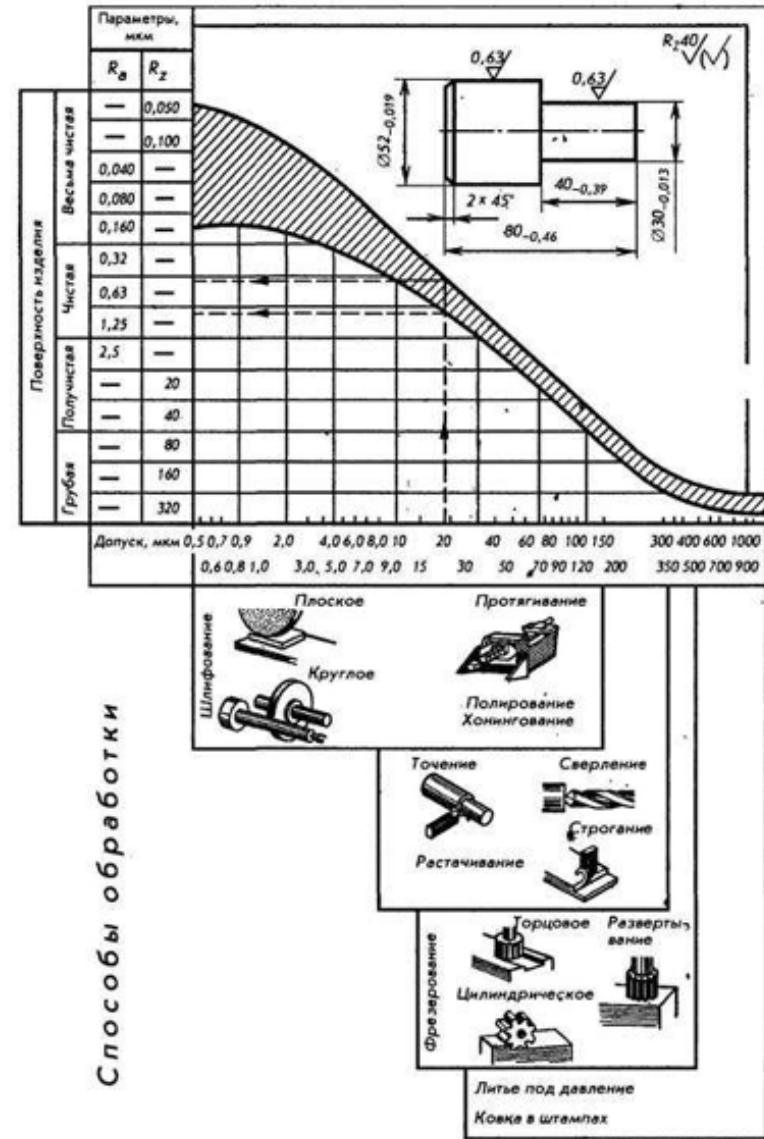 Параметры,
мкм
Ra Rz
— 0,050
— 0,100
0,040 —
0,080 —
0,160 —
0,32 —
0,63 —
1,25 —
2,5 —
— 20
— 40
— 80
— 160
— 320
Поверхность изделия
Весьма чистая
Чистая
Получистая
Грубая
Rz40
0,63
0,63
Ø52-0,019
2 × 45°
40-0,39
80-0,46
Ø30-0,013
Допуск, мкм 0,5 0,7 0,9 2,0 4,0 6,0 8,0 10 20 40 60 80 100 150 300 400 600 1000
0,6 0,8 1,0 3,0 5,0 7,0 9,0 15 30 50 70 90 120 200 350 500 700 900
Способы обработки
Шлифование
Плоское
Круглое
Протягивание
Полирование
Хонингование
Точение
Сверление
Строгание
Растачивание
Фрезерование
Торцовое
Цилиндрическое
Разверты-
вание
Литье под давление
Ковка в штампах